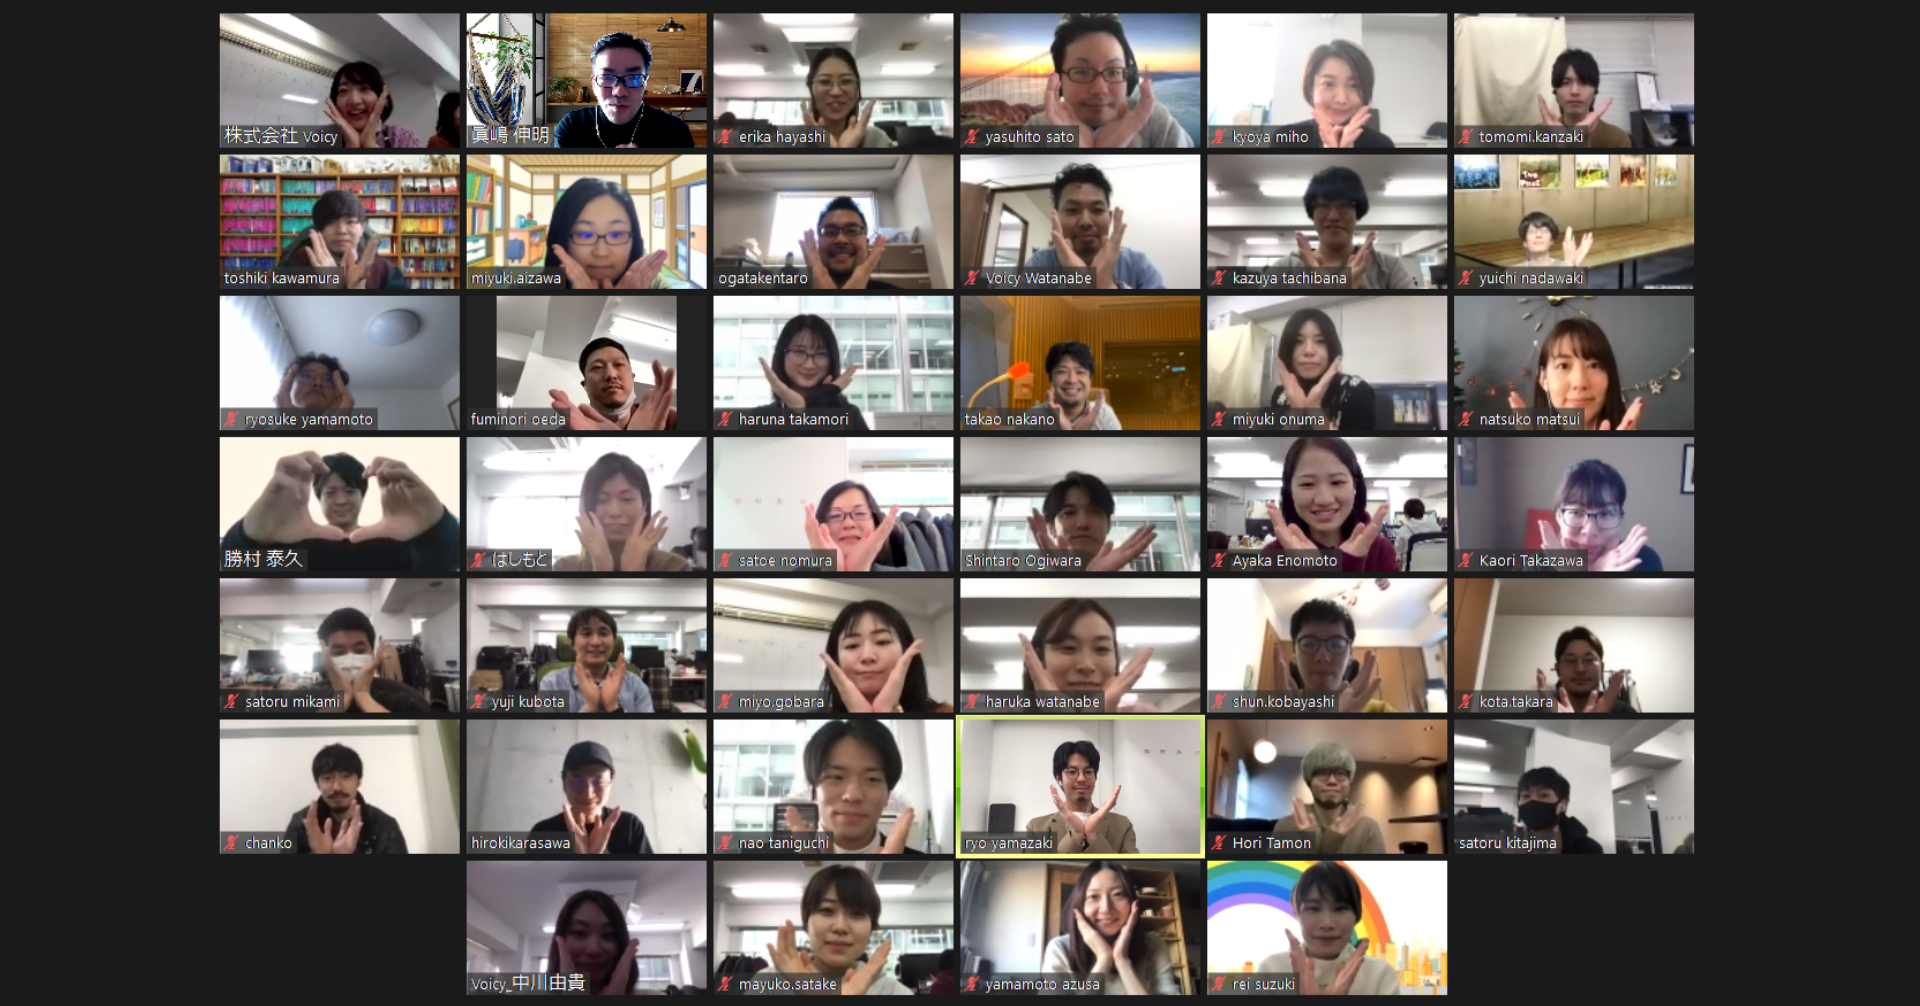 株式会社 Voicy
眞嶋 伸明
erika hayashi
yasuhito sato
kyoya miho
tomomi.kanzaki
toshiki kawamura
miyuki.aizawa
ogatakentaro
Voicy Watanabe
kazuya tachibana
yuichi nadawaki
ryosuke yamamoto
fuminori oeda
haruna takamori
takao nakano
miyuki onuma
natsuko matsui
勝村 泰久
はしもと
satoe nomura
Shintaro Ogiwara
Ayaka Enomoto
Kaori Takazawa
satoru mikami
yuji kubota
miyo.gobara
haruka watanabe
shun.kobayashi
kota.takara
chanko
hirokikarasawa
nao taniguchi
ryo yamazaki
Hori Tamon
satoru kitajima
Voicy_中川由貴
mayuko.satake
yamamoto azusa
rei suzuki